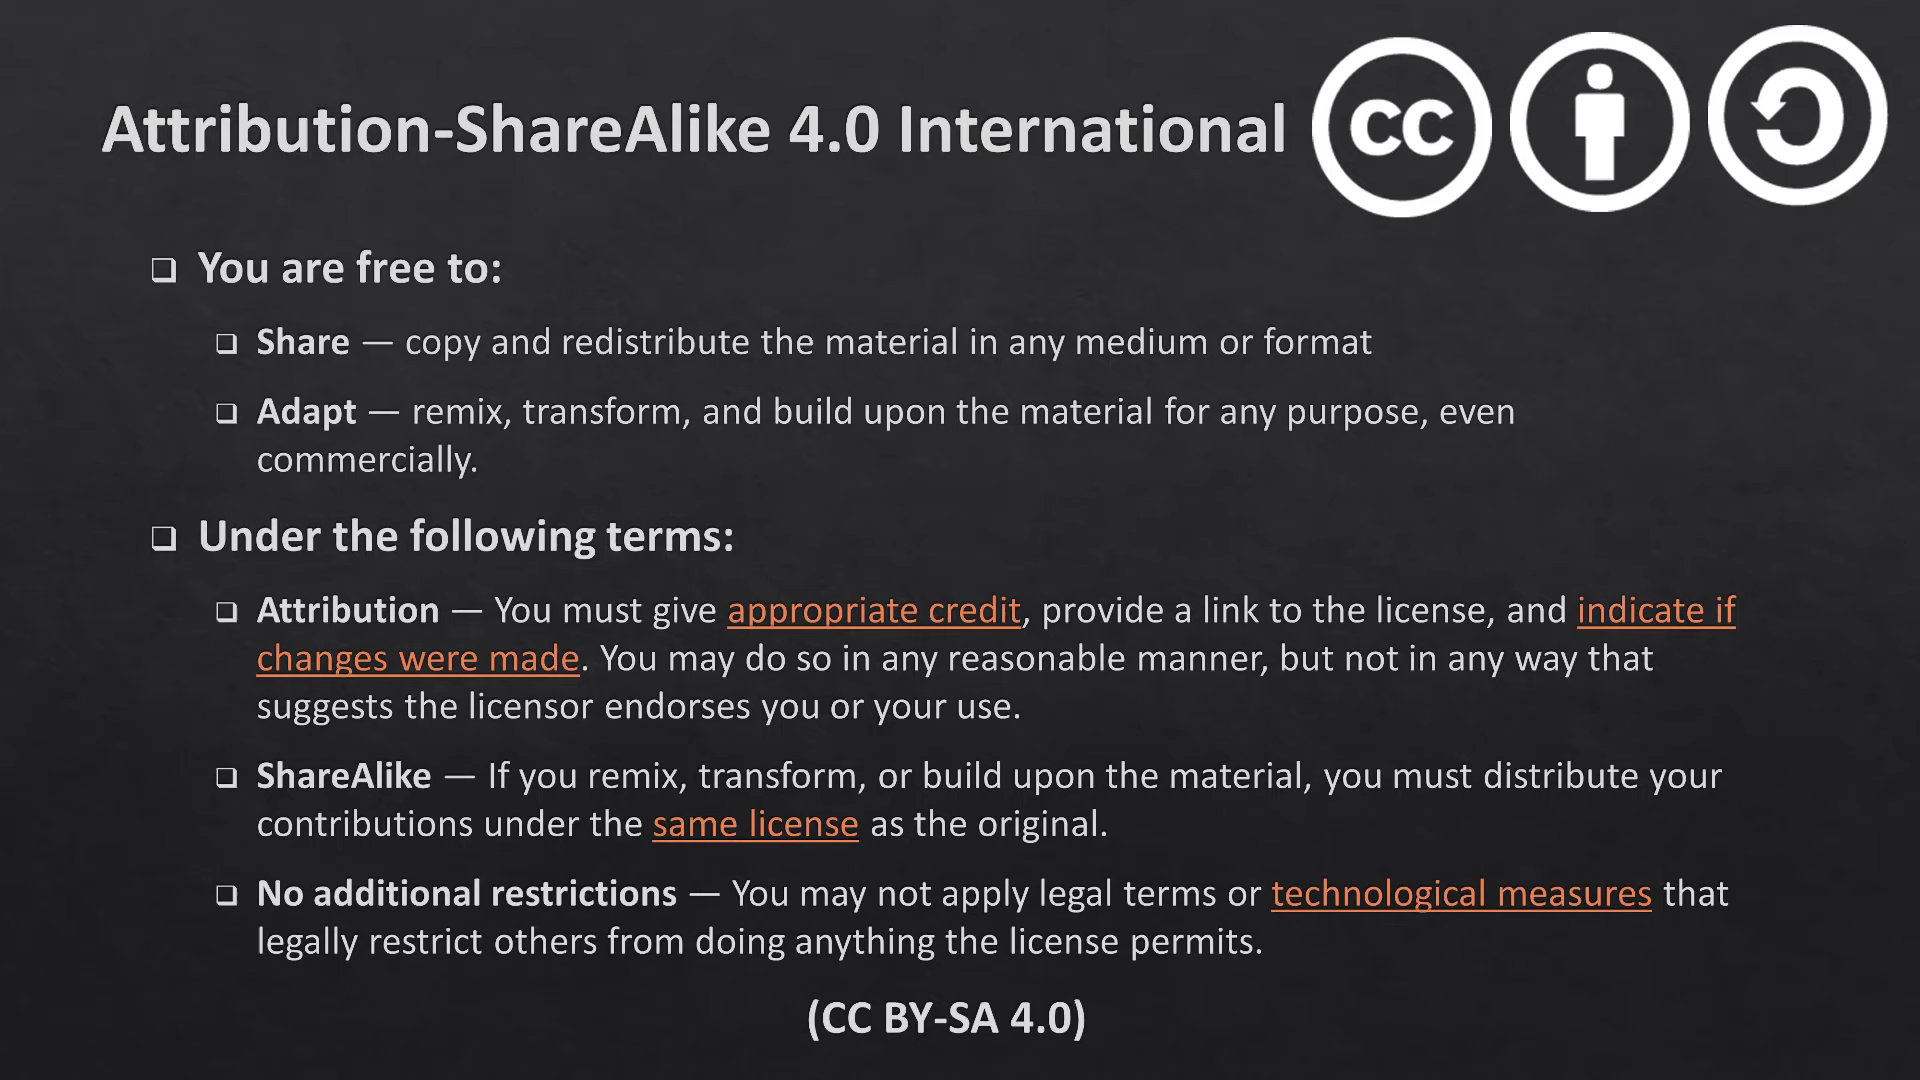 Attribution-ShareAlike 4.0 International
cc
You are free to:
Share — copy and redistribute the material in any medium or format
Adapt — remix, transform, and build upon the material for any purpose, even
commercially.
Under the following terms:
Attribution — You must give appropriate credit, provide a link to the license, and indicate if
changes were made. You may do so in any reasonable manner, but not in any way that
suggests the licensor endorses you or your use.
ShareAlike — If you remix, transform, or build upon the material, you must distribute your
contributions under the same license as the original.
No additional restrictions — You may not apply legal terms or technological measures that
legally restrict others from doing anything the license permits.
(CC BY-SA 4.0)